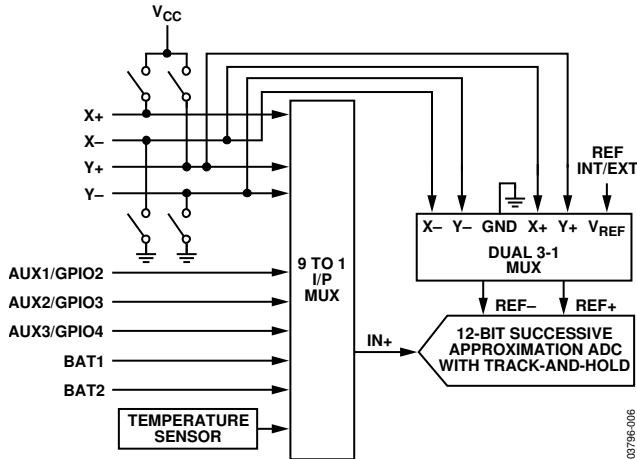 VCC
X+
X–
Y+
Y–
AUX1/GPIO2
AUX2/GPIO3
AUX3/GPIO4
BAT1
BAT2
TEMPERATURE
SENSOR
9 TO 1
I/P
MUX
IN+
REF
INT/EXT
X– Y– GND X+ Y+ VREF
DUAL 3-1
MUX
REF– REF+
12-BIT SUCCESSIVE
APPROXIMATION ADC
WITH TRACK-AND-HOLD
03796-006